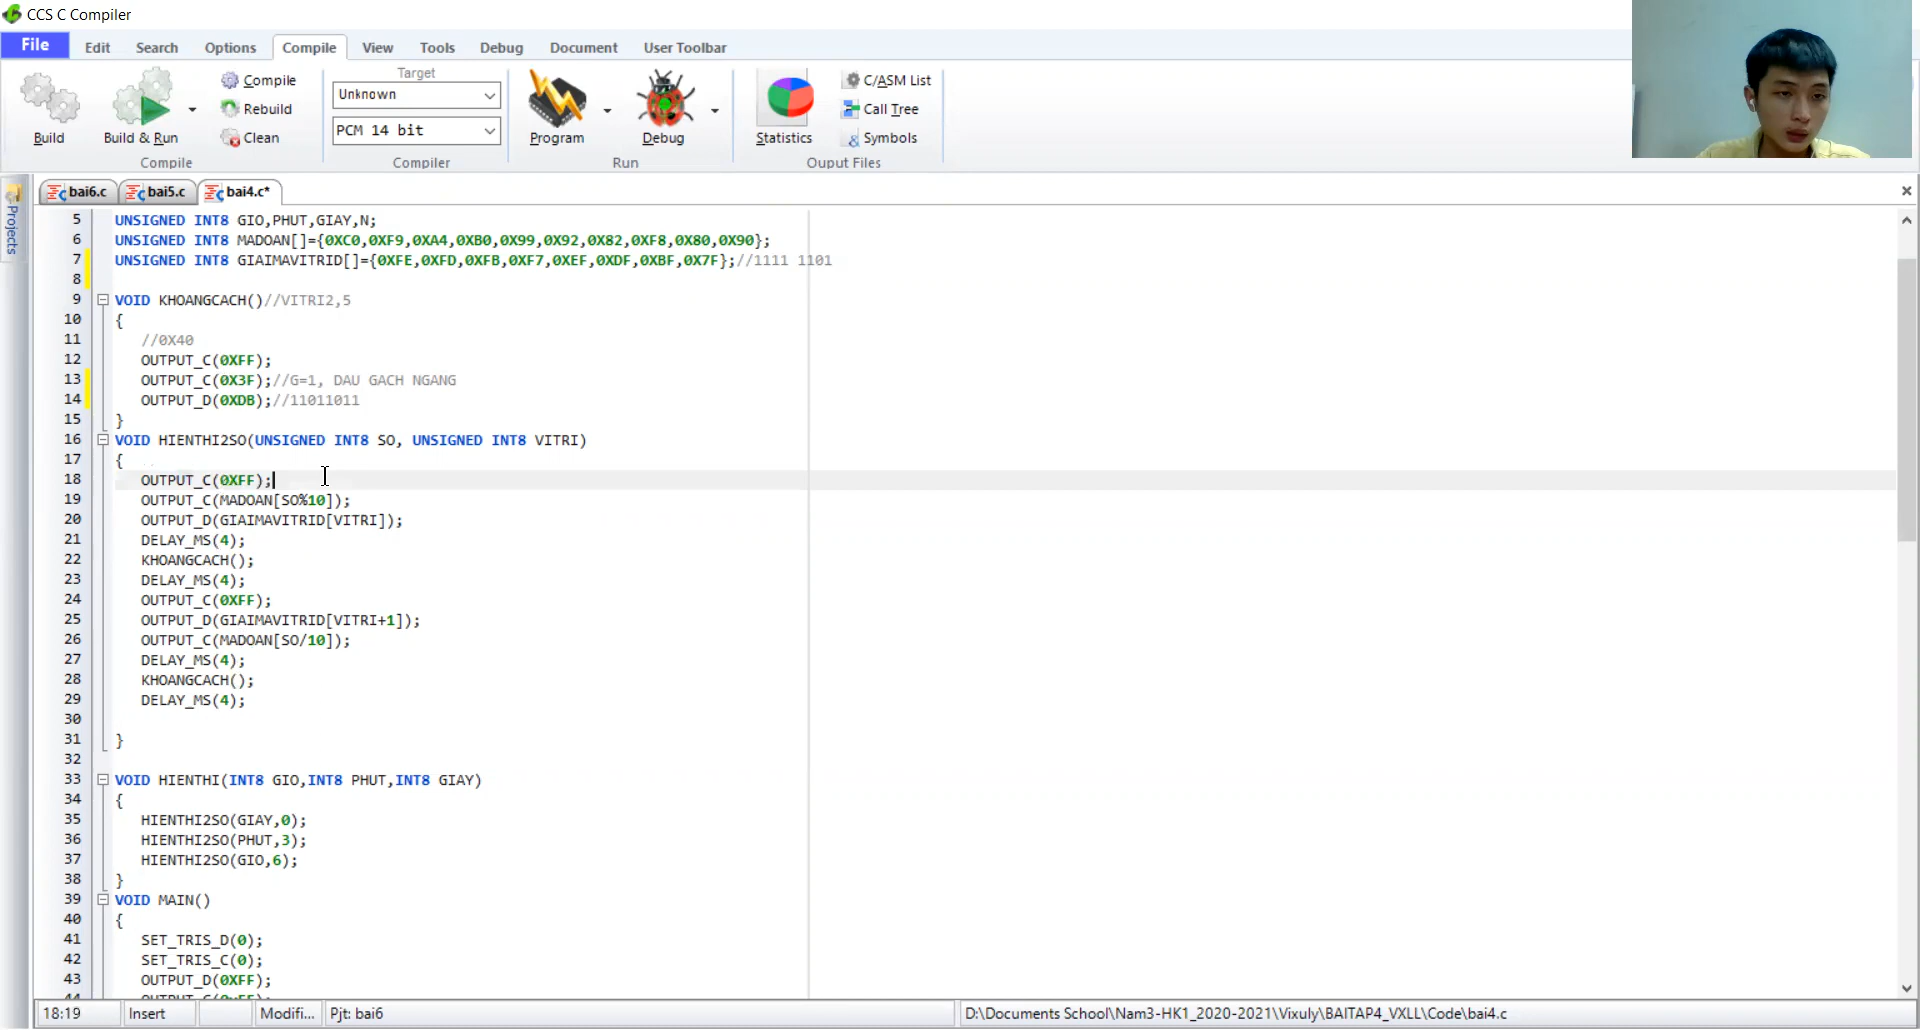 CCS C Compiler
File Edit Search Options Compile View Tools Debug Document User Toolbar
Build
Build & Run
Compile
Rebuild
Clean
Compile
Target
Unknown
PCM 14 bit
Compiler
Program
Debug
Run
Statistics
C/ASM List
Call Tree
Symbols
Ouput Files
Projects
bai6.c bai5.c bai4.c*
5 UNSIGNED INT8 GIO,PHUT,GIAY,N;
6 UNSIGNED INT8 MADOAN[]={0XC0,0XF9,0XA4,0XB0,0X99,0X92,0X82,0XF8,0X80,0X90};
7 UNSIGNED INT8 GIAIMAVITRID[]={0XFE,0XFD,0XFB,0XF7,0XEF,0XDF,0XBF,0X7F};//1111 1101
8
9 VOID KHOANGCACH()//VITRI2,5
10 {
11 //0X40
12 OUTPUT_C(0XFF);
13 OUTPUT_C(0X3F);//G=1, DAU GACH NGANG
14 OUTPUT_D(0XDB);//11011011
15 }
16 VOID HIENTHI2SO(UNSIGNED INT8 SO, UNSIGNED INT8 VITRI)
17 {
18 OUTPUT_C(0XFF);
19 OUTPUT_C(MADOAN[SO%10]);
20 OUTPUT_D(GIAIMAVITRID[VITRI]);
21 DELAY_MS(4);
22 KHOANGCACH();
23 DELAY_MS(4);
24 OUTPUT_C(0XFF);
25 OUTPUT_D(GIAIMAVITRID[VITRI+1]);
26 OUTPUT_C(MADOAN[SO/10]);
27 DELAY_MS(4);
28 KHOANGCACH();
29 DELAY_MS(4);
30
31 }
32
33 VOID HIENTHI(INT8 GIO,INT8 PHUT,INT8 GIAY)
34 {
35 HIENTHI2SO(GIAY,0);
36 HIENTHI2SO(PHUT,3);
37 HIENTHI2SO(GIO,6);
38 }
39 VOID MAIN()
40 {
41 SET_TRIS_D(0);
42 SET_TRIS_C(0);
43 OUTPUT_D(0XFF);
18:19 Insert Modifi... Pjt: bai6 D:\Documents School\Nam3-HK1_2020-2021\Vixuly\BAITAP4_VXLL\Code\bai4.c